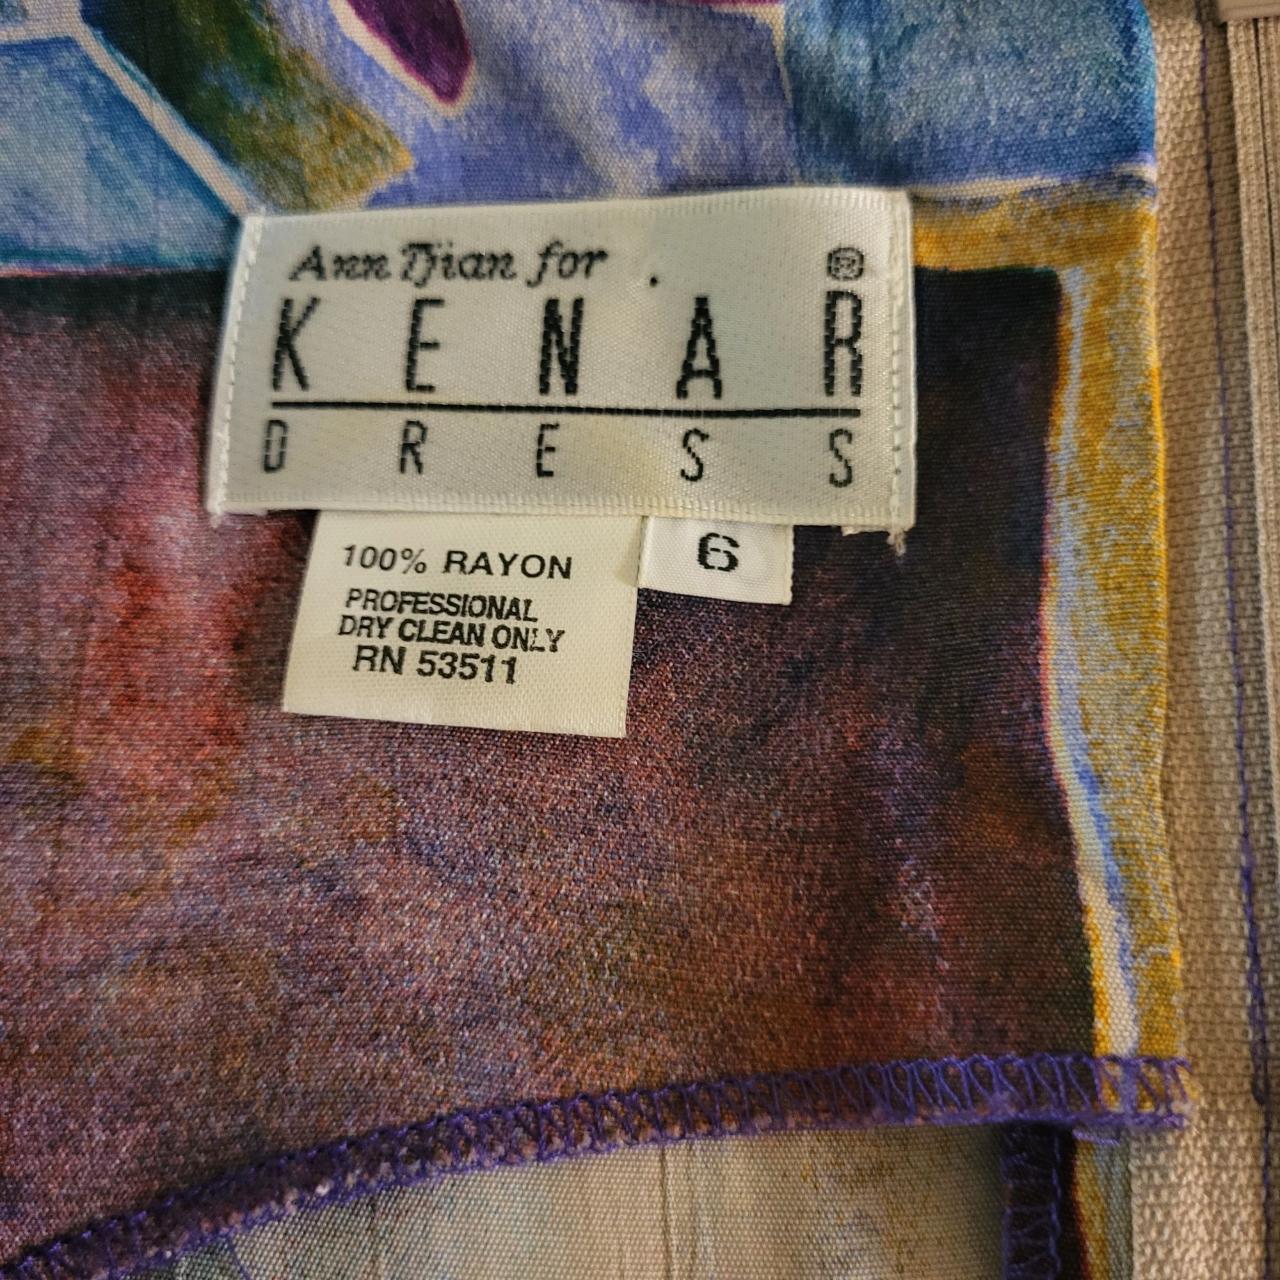 Ann Tjian for ®
KENAR
DRESS
100% RAYON
PROFESSIONAL
DRY CLEAN ONLY
RN 53511
6